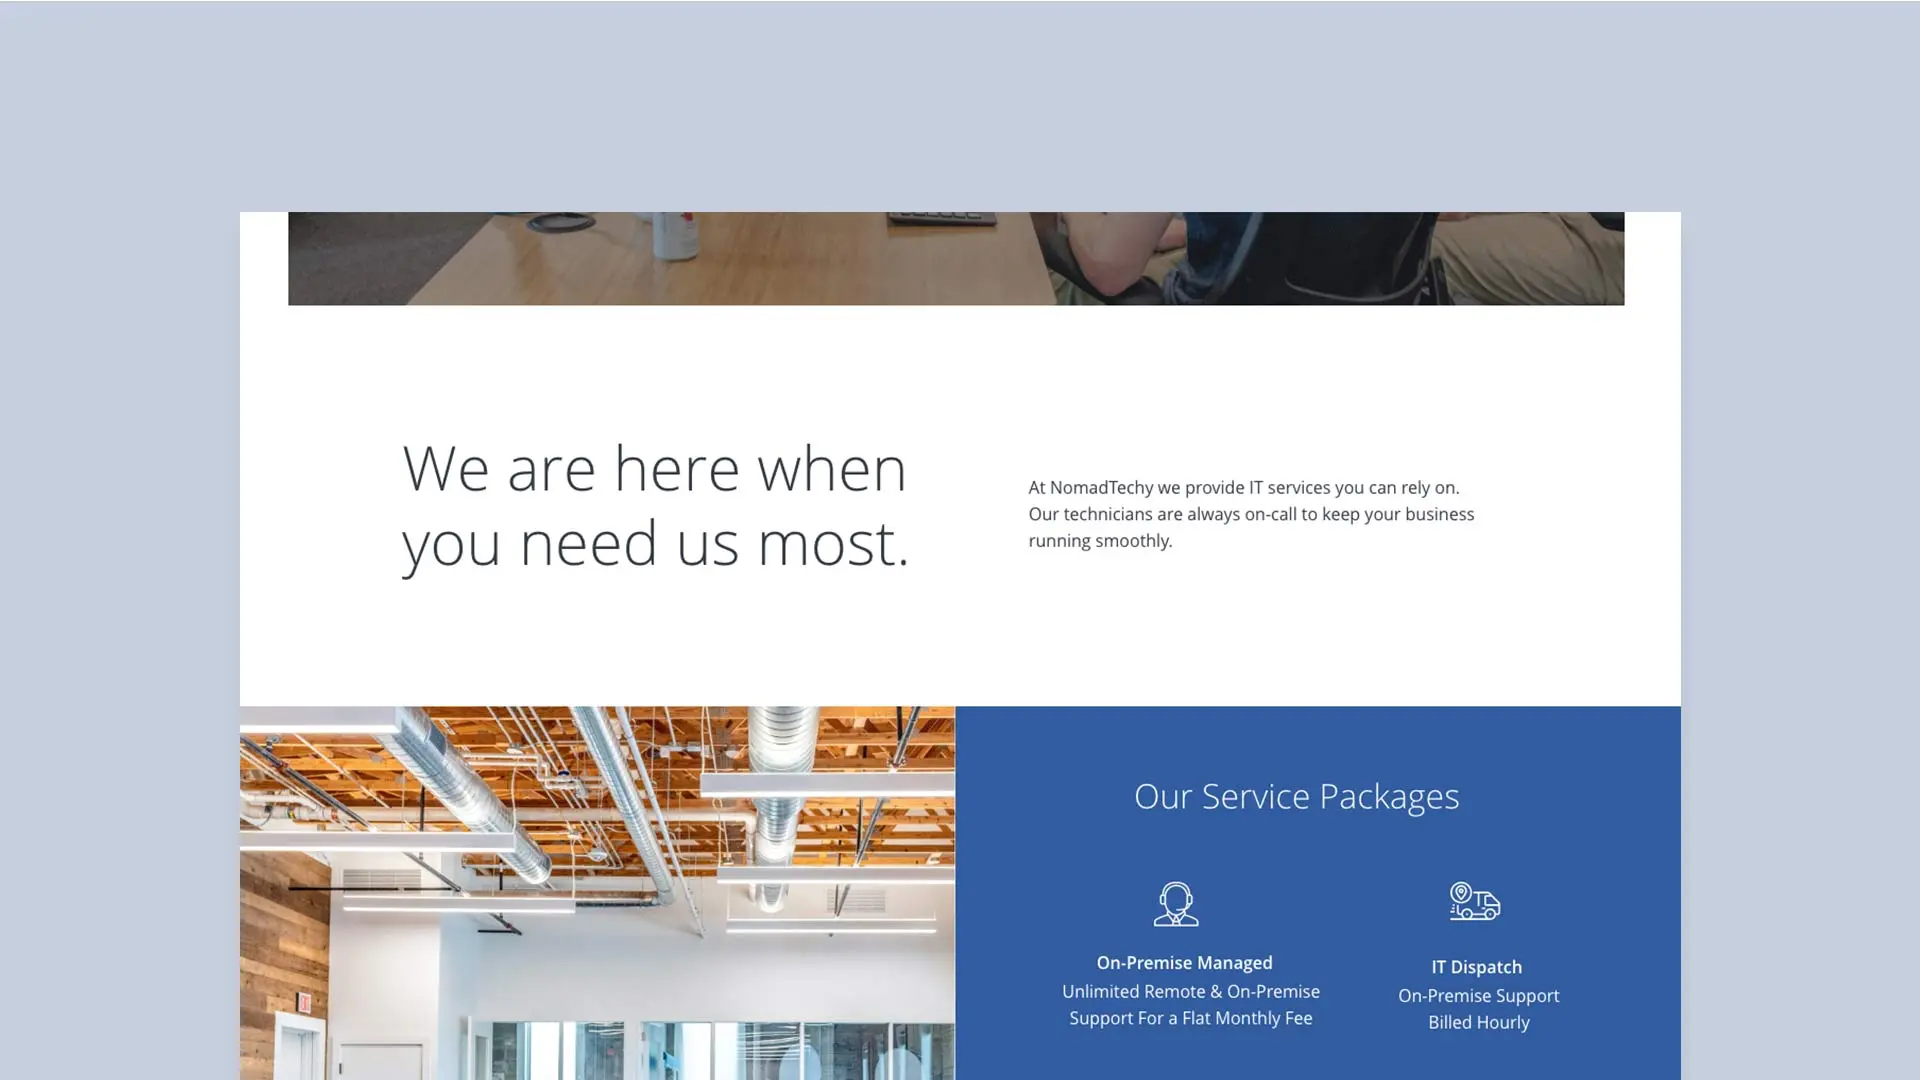 We are here when
you need us most.
At NomadTechy we provide IT services you can rely on.
Our technicians are always on-call to keep your business
running smoothly.
Our Service Packages
On-Premise Managed
Unlimited Remote & On-Premise
Support For a Flat Monthly Fee
IT Dispatch
On-Premise Support
Billed Hourly